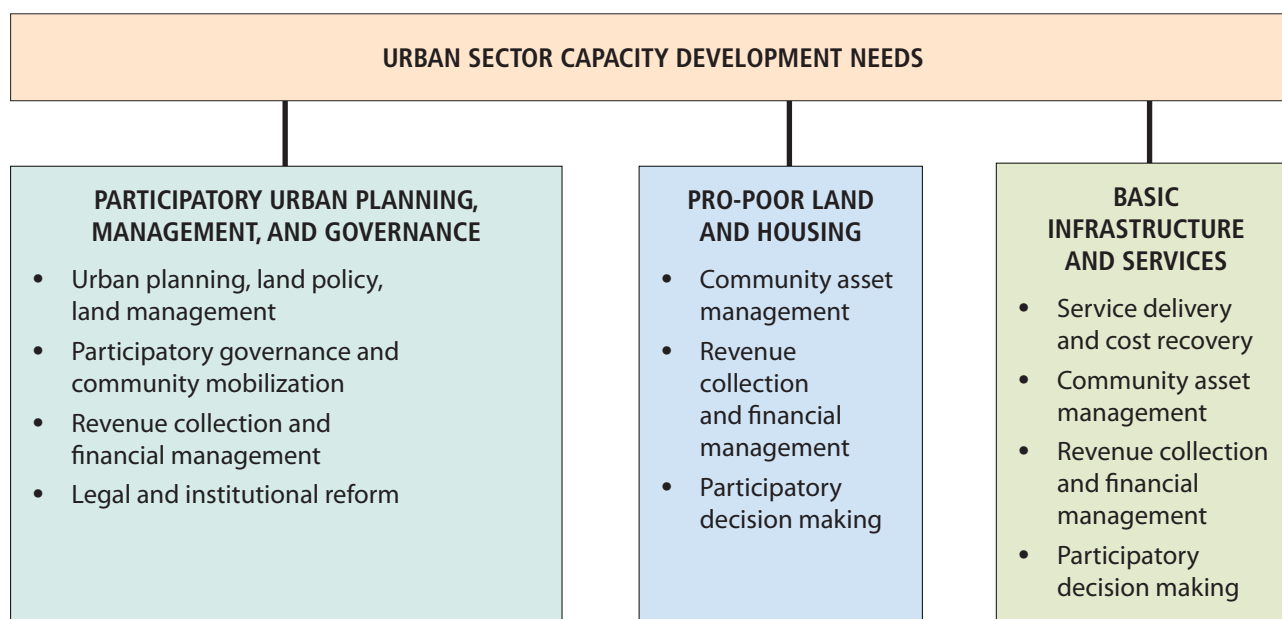 URBAN SECTOR CAPACITY DEVELOPMENT NEEDS
PARTICIPATORY URBAN PLANNING,
MANAGEMENT, AND GOVERNANCE
• Urban planning, land policy,
land management
• Participatory governance and
community mobilization
• Revenue collection and
financial management
• Legal and institutional reform
PRO-POOR LAND
AND HOUSING
• Community asset
management
• Revenue
collection
and financial
management
• Participatory
decision making
BASIC
INFRASTRUCTURE
AND SERVICES
• Service delivery
and cost recovery
• Community asset
management
• Revenue collection
and financial
management
• Participatory
decision making